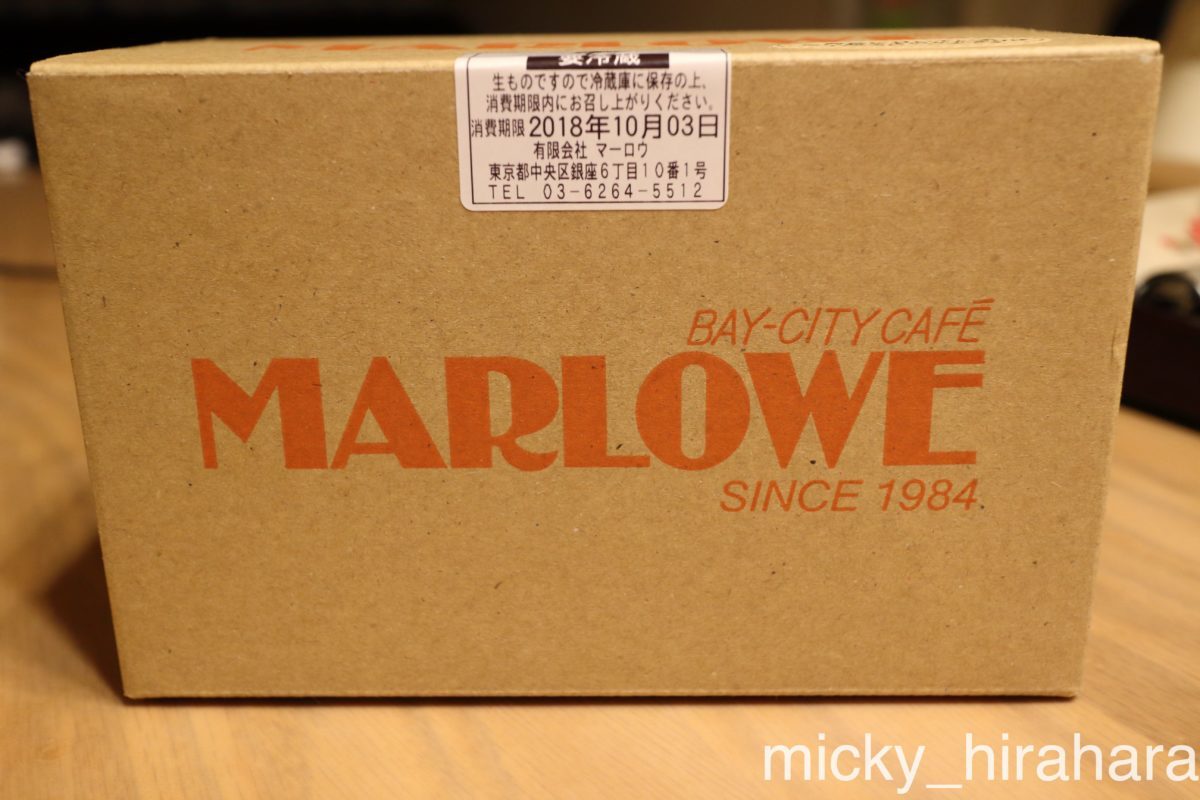 MARLOWE
要冷蔵
生ものですので冷蔵庫に保存の上、
消費期限内にお召し上がりください。
消費期限 2018年10月03日
有限会社 マーロウ
東京都中央区銀座6丁目10番1号
TEL 03-6264-5512
BAY-CITY CAFÉ
MARLOWE
SINCE 1984
micky_hirahara